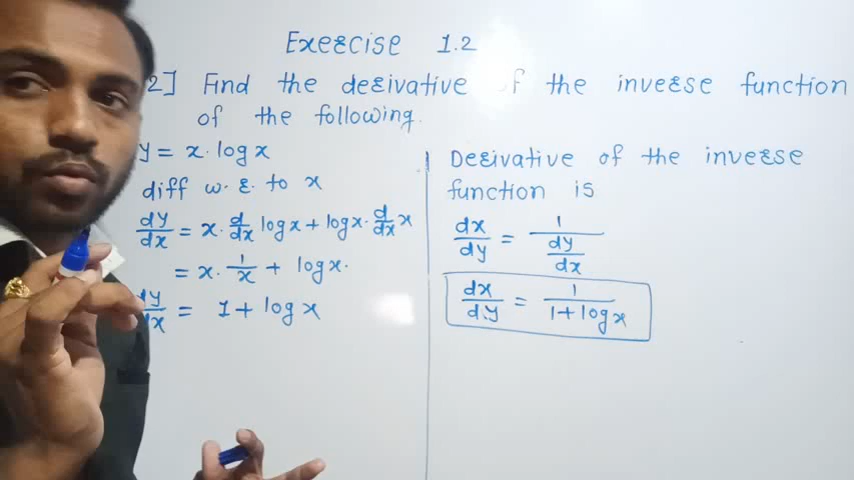 Exercise 1.2
2] Find the derivative of the inverse function
of the following.
y = x · log x
diff w. r. to x
dy/dx = x · d/dx log x + log x · d/dx x
= x · 1/x + log x ·
dy/dx = 1 + log x
Derivative of the inverse
function is
dx/dy = 1/(dy/dx)
dx/dy = 1/(1 + log x)